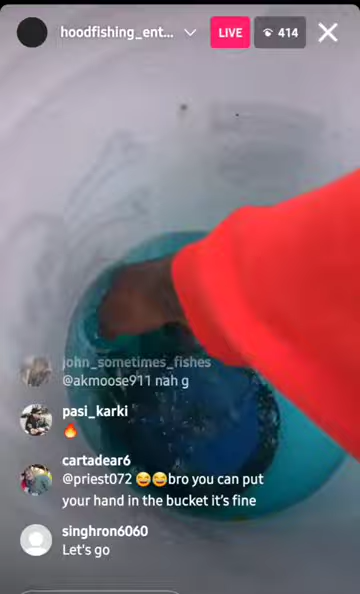 hoodfishing_ent...
LIVE
414
john_sometimes_fishes
@akmoose911 nah g
pasi_karki
🔥
cartadear6
@priest072 😂😂bro you can put
your hand in the bucket it's fine
singhron6060
Let's go